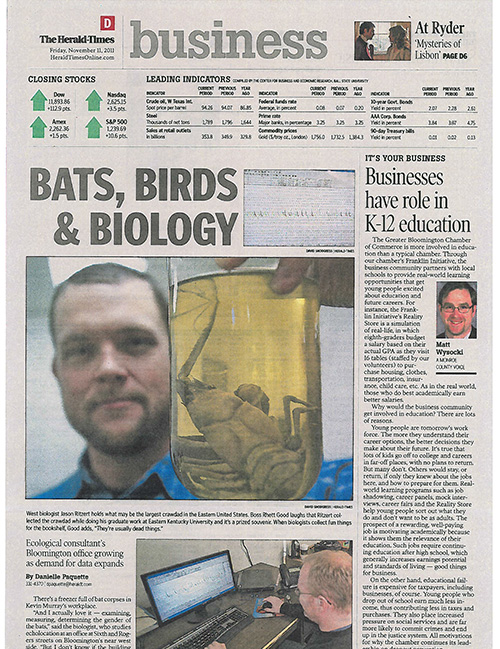 D
The Herald-Times
Friday, November 11, 2011
HeraldTimesOnline.com
business
At Ryder
'Mysteries of
Lisbon' PAGE D6
CLOSING STOCKS
Dow
11,893.86
+112.9 pts.
Nasdaq
2,625.15
+3.5 pts.
Amex
2,262.36
+1.5 pts.
S&P 500
1,239.69
+10.6 pts.
LEADING INDICATORS COMPILED BY THE CENTER FOR BUSINESS AND ECONOMIC RESEARCH, BALL STATE UNIVERSITY
INDICATOR CURRENT PERIOD PREVIOUS PERIOD YEAR AGO
Crude oil, W Texas Int.
Spot price per barrel 94.26 94.07 86.85
Steel
Thousands of net tons 1,789 1,796 1,644
Sales at retail outlets
In billions 353.8 349.9 329.8
INDICATOR CURRENT PERIOD PREVIOUS PERIOD YEAR AGO
Federal funds rate
Average, in percent 0.08 0.07 0.20
Prime rate
Major banks, in percentage 3.25 3.25 3.25
Commodity prices
Gold ($/troy oz., London) 1,756.0 1,732.5 1,384.3
INDICATOR CURRENT PERIOD PREVIOUS PERIOD YEAR AGO
10-year Govt. Bonds
Yield in percent 2.07 2.28 2.61
AAA Corp. Bonds
Yield in percent 3.84 3.87 4.75
90-day Treasury bills
Yield in percent 0.01 0.02 0.13
BATS, BIRDS
& BIOLOGY
DAVID SNODGRESS | HERALD-TIMES
DAVID SNODGRESS | HERALD-TIMES
West biologist Jason Ritzert holds what may be the largest crawdad in the Eastern United States. Boss Rhett Good laughs that Ritzert col-
lected the crawdad while doing his graduate work at Eastern Kentucky University and it's a prized souvenir. When biologists collect fun things
for the bookshelf, Good adds, "They're usually dead things."
Ecological consultant's
Bloomington office growing
as demand for data expands
By Danielle Paquette
331-4377 | dpaquette@heraldt.com
There's a freezer full of bat corpses in
Kevin Murray's workplace.
"And I actually love it — examining,
measuring, determining the gender of
the bats," said the biologist, who studies
echolocation at an office at Sixth and Rog-
ers streets on Bloomington's near west
side. "But I don't know if the building
IT'S YOUR BUSINESS
Businesses
have role in
K-12 education
The Greater Bloomington Chamber
of Commerce is more involved in educa-
tion than a typical chamber. Through
our chamber's Franklin Initiative, the
business community partners with local
schools to provide real-world learning
opportunities that get
young people excited
about education and
future careers. For
instance, the Frank-
lin Initiative's Reality
Store is a simulation
of real-life, in which
eighth-graders budget
a salary based on their
actual GPA as they visit
16 tables (staffed by our
volunteers) to pur-
chase housing, clothes,
transportation, insur-
ance, child care, etc. As in the real world,
those who do best academically earn
better salaries.
Matt
Wysocki
A MONROE
COUNTY VOICE
Why would the business community
get involved in education? There are lots
of reasons.
Young people are tomorrow's work
force. The more they understand their
career options, the better decisions they
make about their future. It's true that
lots of kids go off to college and careers
in far-off places, with no plans to return.
But many don't. Others would stay, or
return, if only they knew about the jobs
here, and how to prepare for them. Real-
world learning programs such as job
shadowing, career panels, mock inter-
views, career fairs and the Reality Store
help young people sort out what they
do and don't want to be as adults. The
prospect of a rewarding, well-paying
job is motivating academically because
it shows them the relevance of their
education. Such jobs require continu-
ing education after high school, which
generally increases earnings potential
and standards of living — good things
for business.
On the other hand, educational fail-
ure is expensive for taxpayers, including
businesses, of course. Young people who
drop out of school earn much less in-
come, thus contributing less in taxes and
purchases. They also place increased
pressure on social services and are far
more likely to commit crimes and end
up in the justice system. All motivations
for why the chamber continues its lead-